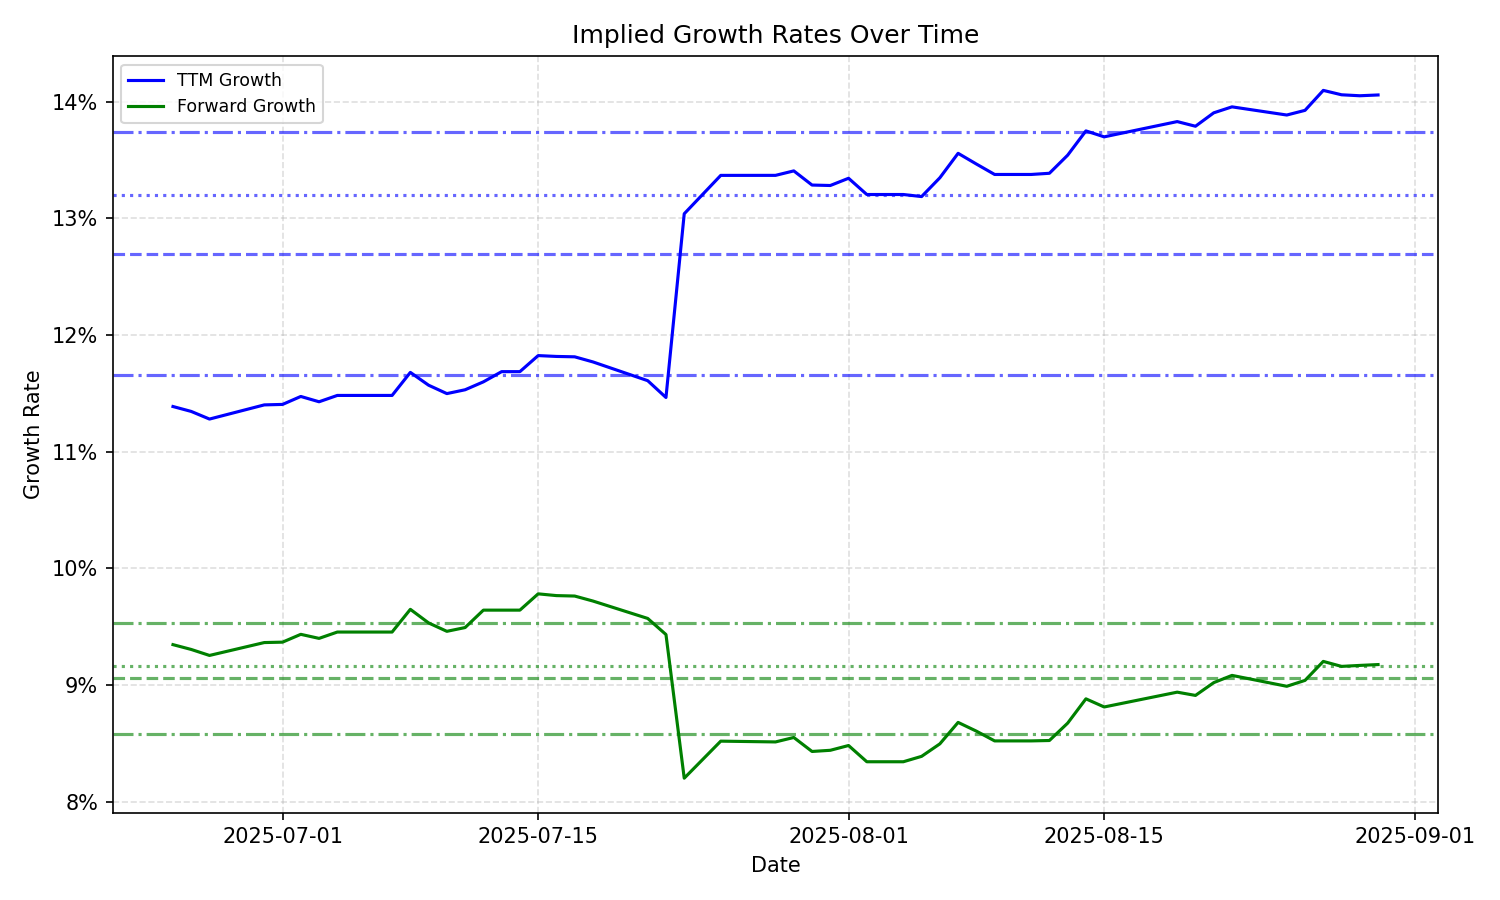 Implied Growth Rates Over Time
TTM Growth
Forward Growth
14%
13%
12%
11%
10%
9%
8%
Growth Rate
2025-07-01
2025-07-15
2025-08-01
2025-08-15
2025-09-01
Date